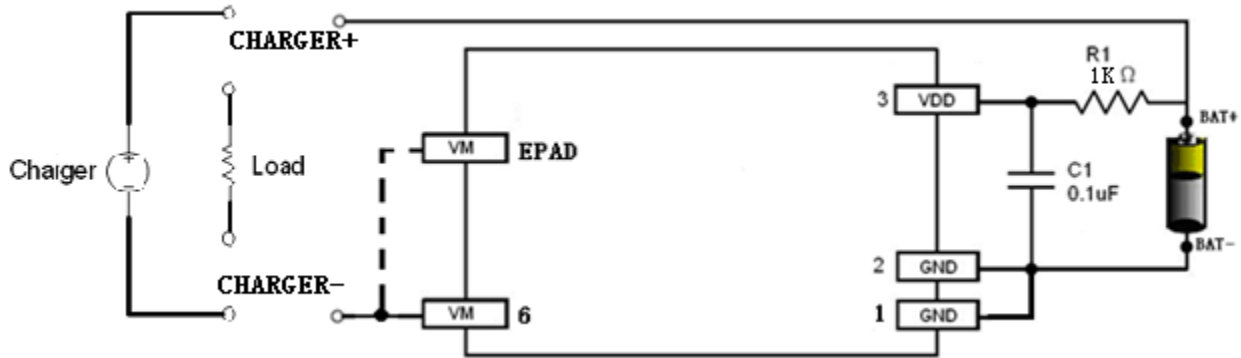 CHARGER+
R1
1K Ω
3
VDD
BAT+
VM
EPAD
Charger
+
-
Load
C1
0.1uF
BAT-
2
GND
CHARGER-
VM
6
1
GND